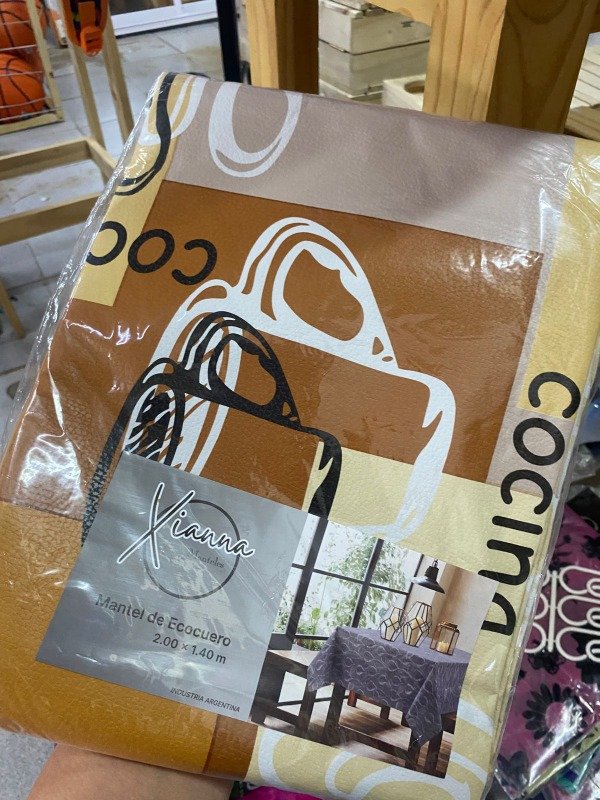 coc
cocina
Xianna
Manteles
Mantel de Ecocuero
2.00 x 1.40 m
INDUSTRIA ARGENTINA